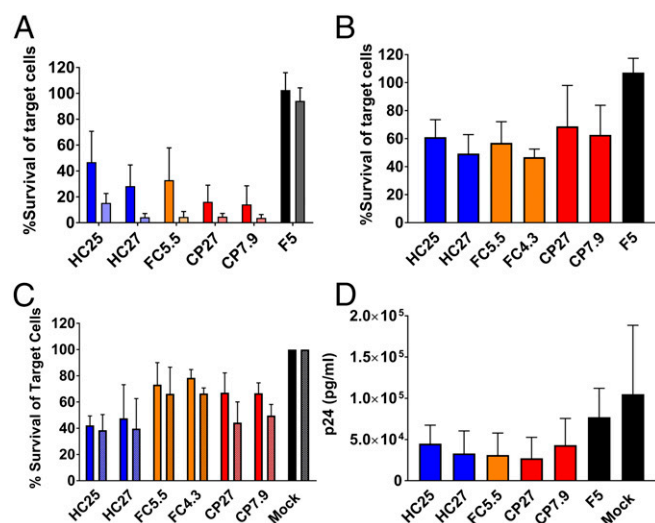 A
%Survival of target cells
120
100
80
60
40
20
0
HC25
HC27
FC5.5
CP27
CP7.9
F5
B
%Survival of target cells
120
100
80
60
40
20
0
HC25
HC27
FC5.5
FC4.3
CP27
CP7.9
F5
C
% Survival of Target Cells
120
100
80
60
40
20
0
HC25
HC27
FC5.5
FC4.3
CP27
CP7.9
Mock
D
p24 (pg/ml)
2.0×10⁵
1.5×10⁵
1.0×10⁵
5.0×10⁴
0
HC25
HC27
FC5.5
CP27
CP7.9
F5
Mock